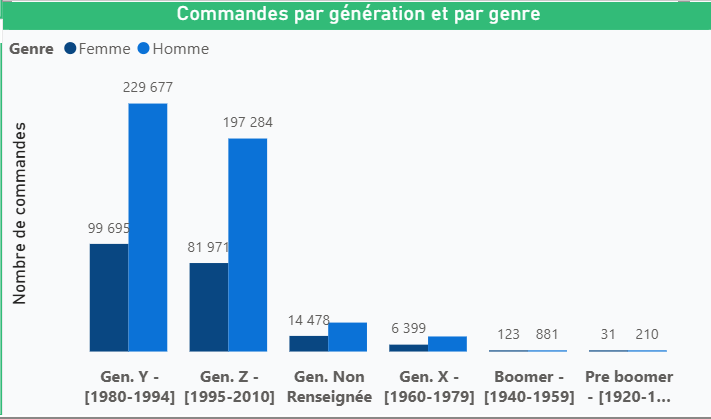 Commandes par génération et par genre
Genre Femme Homme
Nombre de commandes
229 677
197 284
99 695
81 971
14 478
6 399
123 881
31 210
Gen. Y -
[1980-1994]
Gen. Z -
[1995-2010]
Gen. Non
Renseignée
Gen. X -
[1960-1979]
Boomer -
[1940-1959]
Pre boomer
- [1920-1...